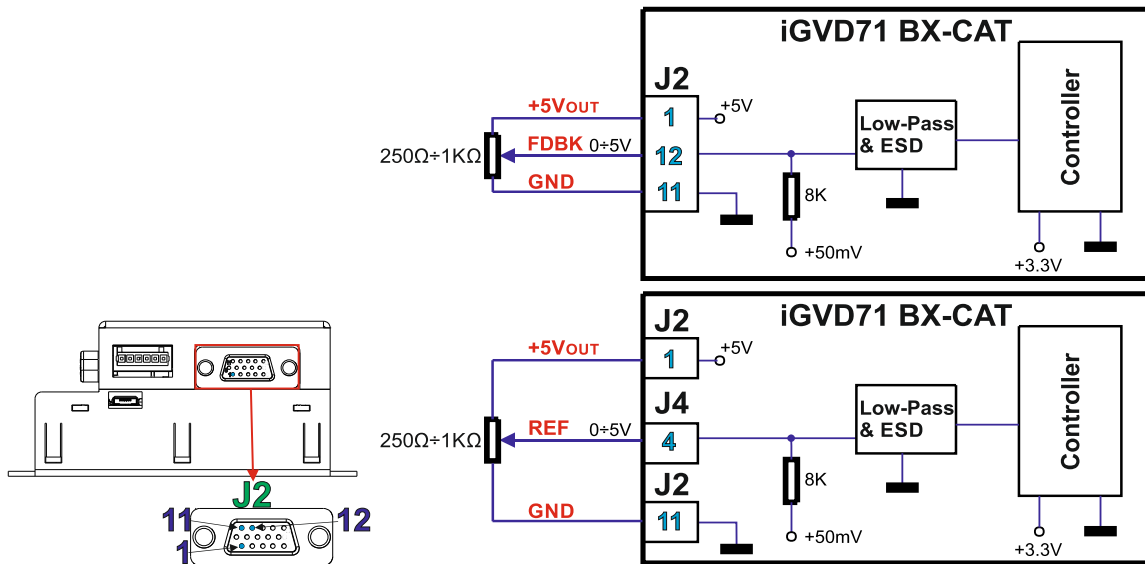 iGVD71 BX-CAT
J2
+5VOUT
1
+5V
FDBK 0÷5V
12
250Ω÷1KΩ
GND
11
8K
+50mV
Low-Pass
& ESD
Controller
+3.3V
iGVD71 BX-CAT
J2
+5VOUT
1
+5V
J4
REF 0÷5V
4
250Ω÷1KΩ
J2
GND
11
8K
+50mV
Low-Pass
& ESD
Controller
+3.3V
J2
11
12
1